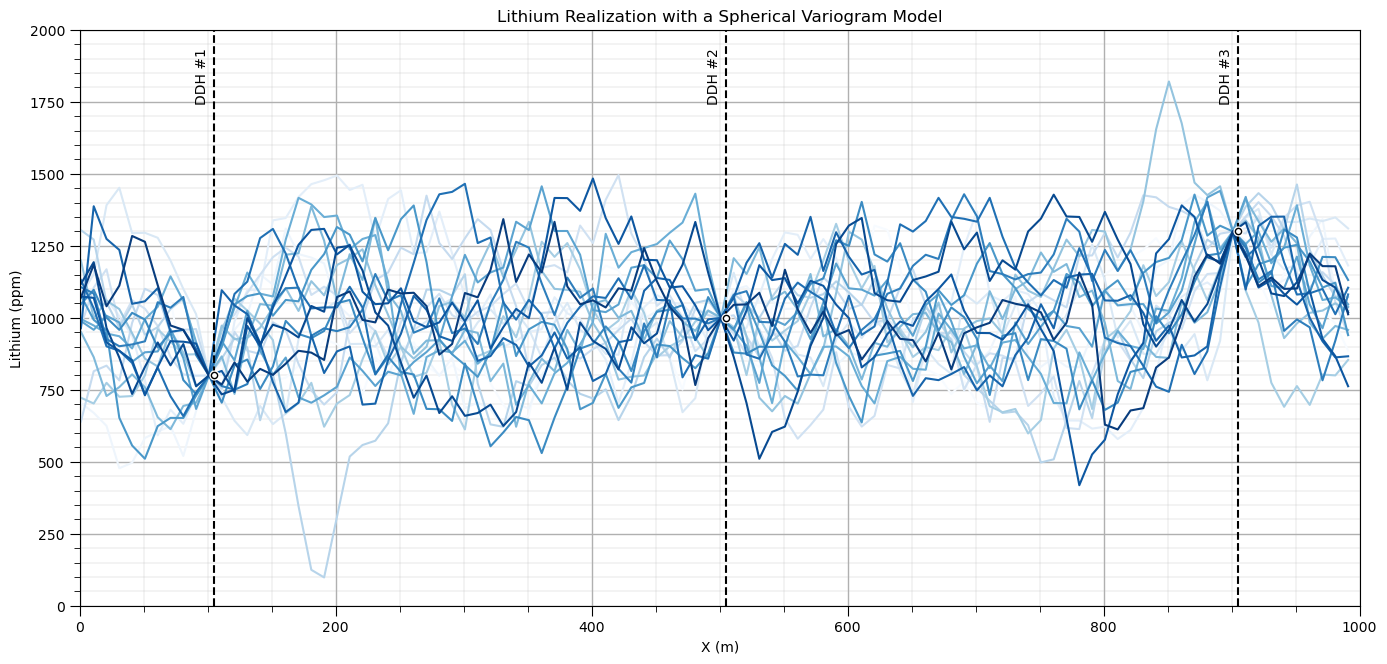 Lithium Realization with a Spherical Variogram Model
2000
1750
1500
1250
1000
750
500
250
0
Lithium (ppm)
DDH #1
DDH #2
DDH #3
0
200
400
600
800
1000
X (m)